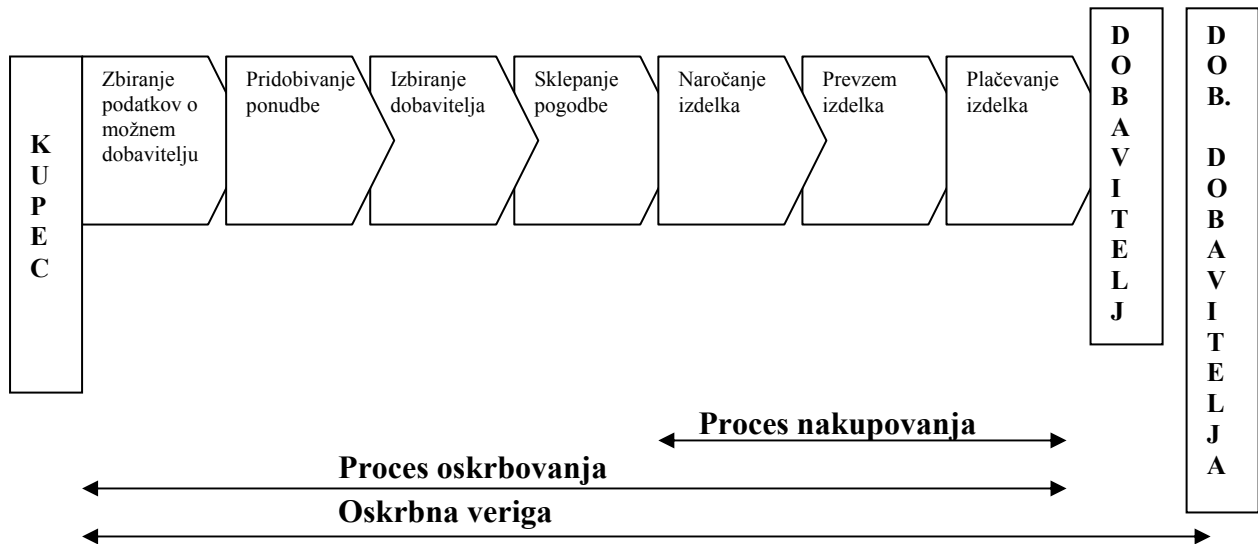 KUPEC
Zbiranje
podatkov o
možnem
dobavitelju
Pridobivanje
ponudbe
Izbiranje
dobavitelja
Sklepanje
pogodbe
Naročanje
izdelka
Prevzem
izdelka
Plačevanje
izdelka
DOBAVITELJ
DOB. DOBAVITELJA
Proces nakupovanja
Proces oskrbovanja
Oskrbna veriga